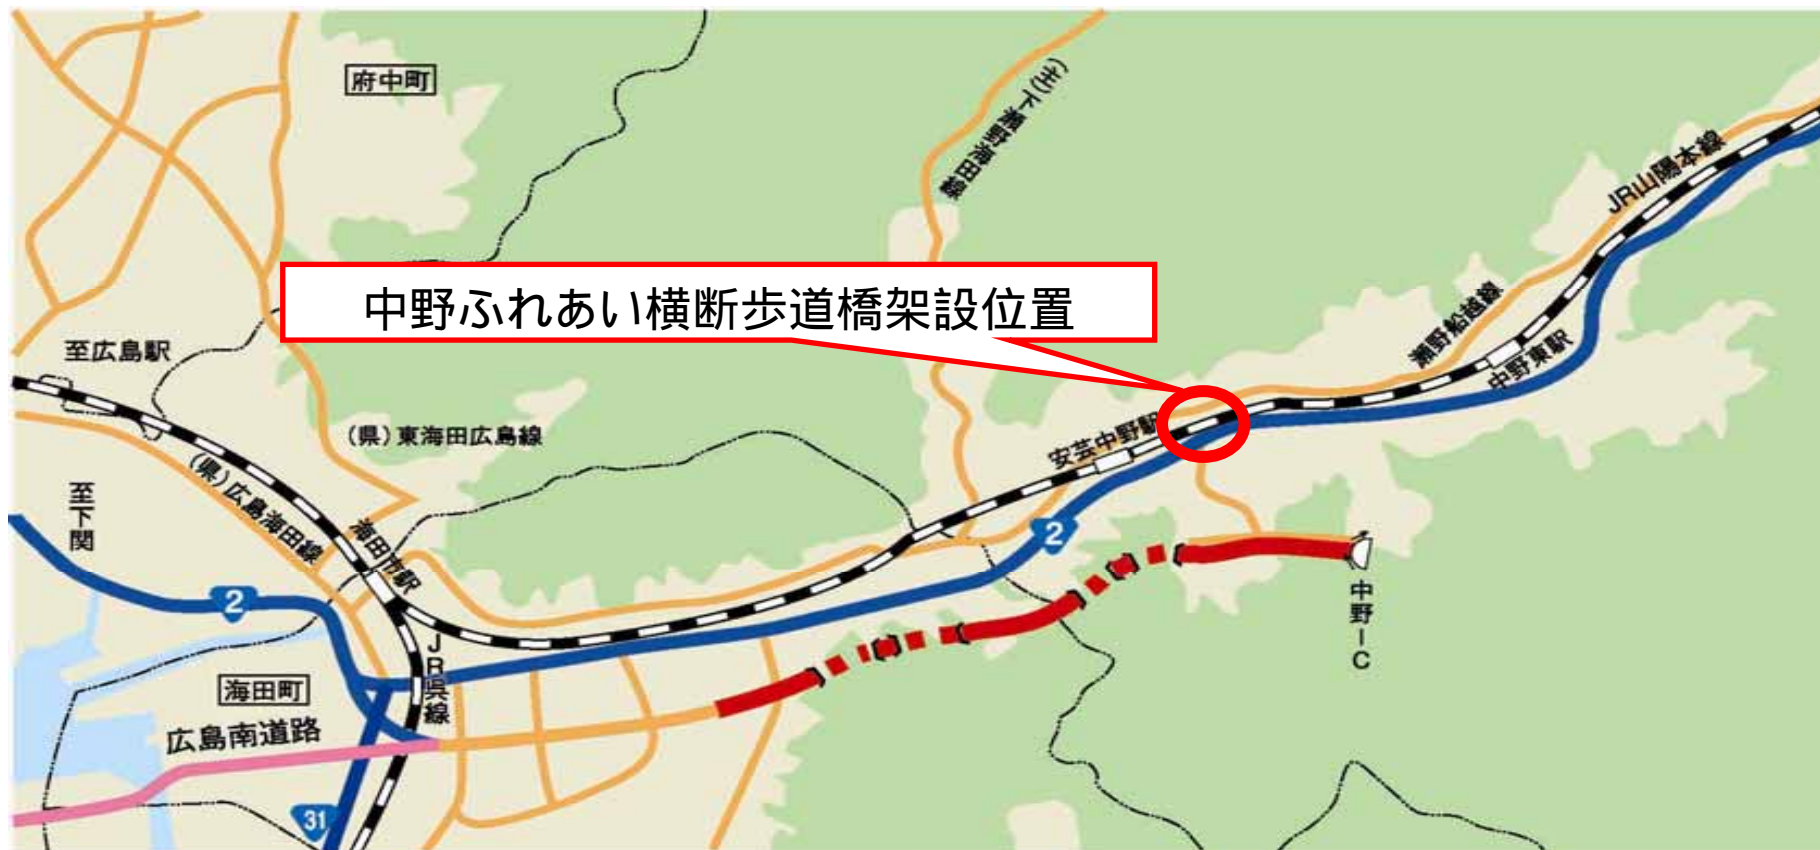 府中町
(主)下瀬野海田線
JR山陽本線
中野ふれあい横断歩道橋架設位置
瀬野船越線
至広島駅
中野東駅
安芸中野駅
(県)東海田広島線
(県)広島海田線
至下関
海田市駅
2
2
中野IC
JR呉線
海田町
広島南道路
31